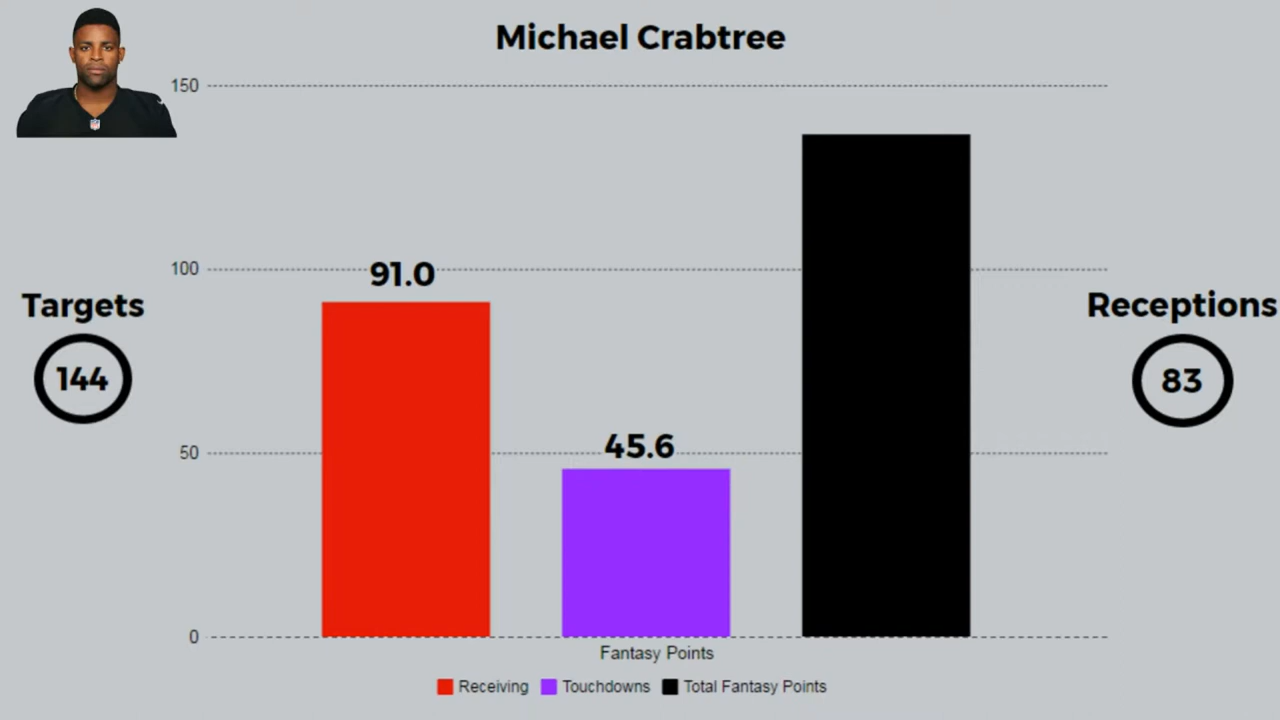 Michael Crabtree
150
100
91.0
Targets
144
Receptions
83
50
45.6
0
Fantasy Points
Receiving Touchdowns Total Fantasy Points